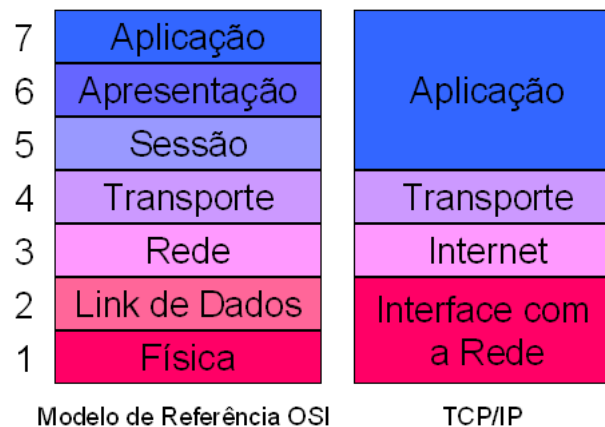 7 Aplicação
6 Apresentação Aplicação
5 Sessão
4 Transporte Transporte
3 Rede Internet
2 Link de Dados Interface com
1 Física a Rede
Modelo de Referência OSI TCP/IP